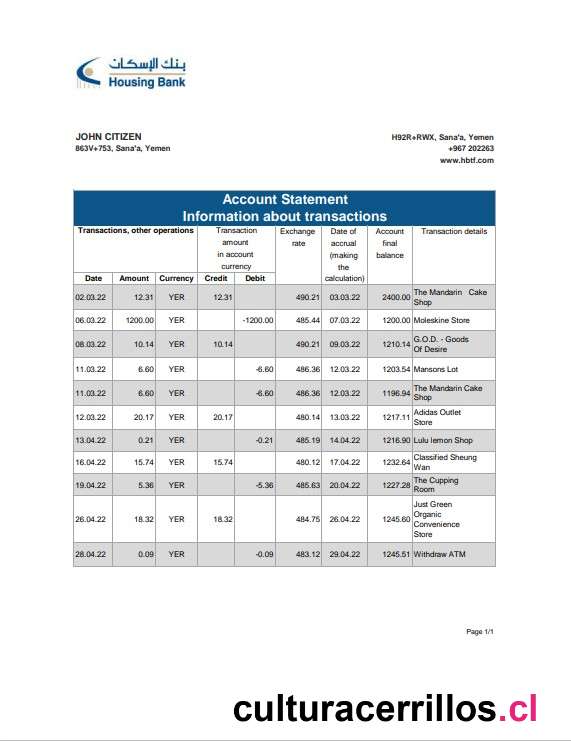 بنك الإسكان
Housing Bank
JOHN CITIZEN
863V+753, Sana'a, Yemen
H92R+RWX, Sana'a, Yemen
+967 202263
www.hbtf.com
Account Statement
Information about transactions
Transactions, other operations
Transaction
amount
in account
currency
Exchange
rate
Date of
accrual
(making
the
calculation)
Account
final
balance
Transaction details
Date Amount Currency Credit Debit
02.03.22 12.31 YER 12.31 490.21 03.03.22 2400.00 The Mandarin Cake
Shop
06.03.22 1200.00 YER -1200.00 485.44 07.03.22 1200.00 Moleskine Store
08.03.22 10.14 YER 10.14 490.21 09.03.22 1210.14 G.O.D. - Goods
Of Desire
11.03.22 6.60 YER -6.60 486.36 12.03.22 1203.54 Mansons Lot
11.03.22 6.60 YER -6.60 486.36 12.03.22 1196.94 The Mandarin Cake
Shop
12.03.22 20.17 YER 20.17 480.14 13.03.22 1217.11 Adidas Outlet
Store
13.04.22 0.21 YER -0.21 485.19 14.04.22 1216.90 Lulu lemon Shop
16.04.22 15.74 YER 15.74 480.12 17.04.22 1232.64 Classified Sheung
Wan
19.04.22 5.36 YER -5.36 485.63 20.04.22 1227.28 The Cupping
Room
26.04.22 18.32 YER 18.32 484.75 26.04.22 1245.60 Just Green
Organic
Convenience
Store
28.04.22 0.09 YER -0.09 483.12 29.04.22 1245.51 Withdraw ATM
Page 1/1
culturacerrillos.cl